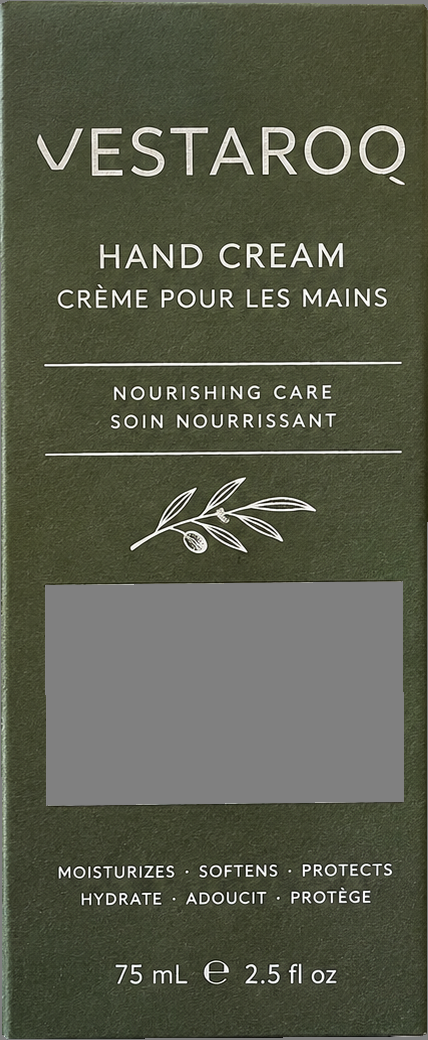 VESTAROQ
HAND CREAM
CRÈME POUR LES MAINS
NOURISHING CARE
SOIN NOURRISSANT
MOISTURIZES · SOFTENS · PROTECTS
HYDRATE · ADOUCIT · PROTÈGE
75 mL ℮ 2.5 fl oz